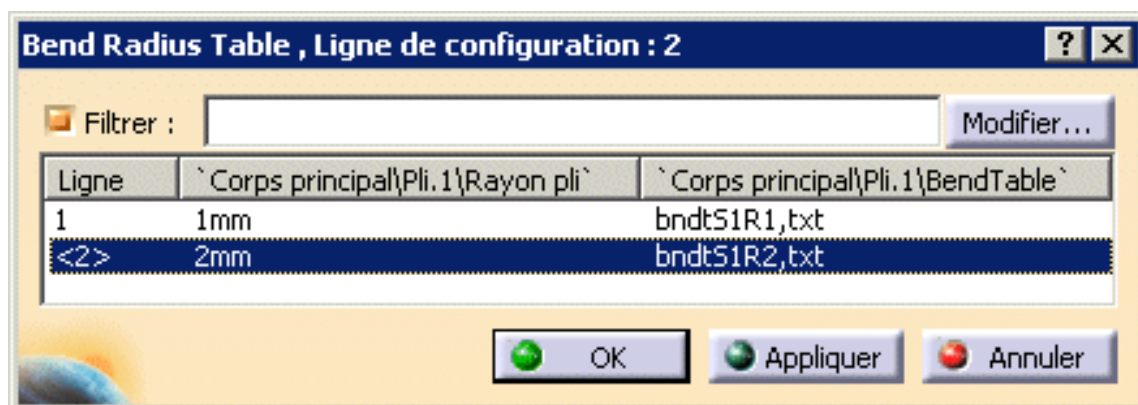 Bend Radius Table , Ligne de configuration : 2
Filtrer : Modifier...
Ligne `Corps principal\Pli.1\Rayon pli` `Corps principal\Pli.1\BendTable`
1 1mm bndtS1R1,txt
<2> 2mm bndtS1R2,txt
OK Appliquer Annuler